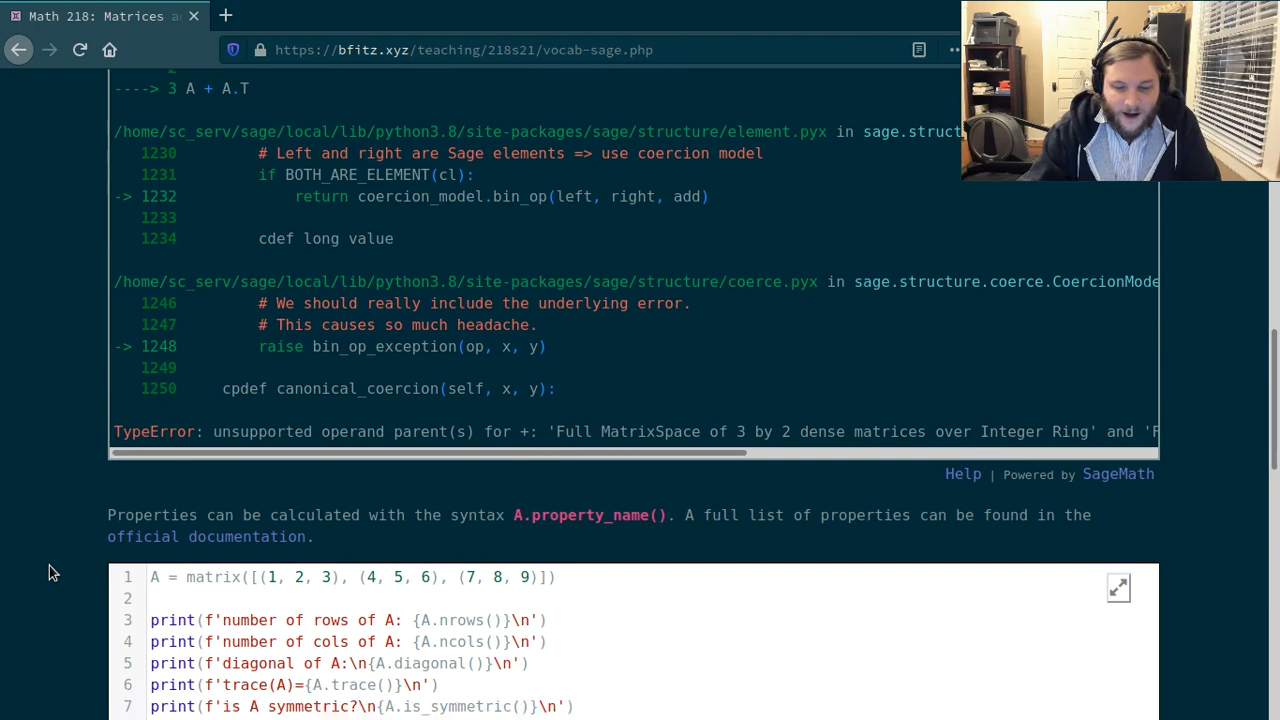 Math 218: Matrices a
https://bfitz.xyz/teaching/218s21/vocab-sage.php
----> 3 A + A.T
/home/sc_serv/sage/local/lib/python3.8/site-packages/sage/structure/element.pyx in sage.struct
1230 # Left and right are Sage elements => use coercion model
1231 if BOTH_ARE_ELEMENT(cl):
-> 1232 return coercion_model.bin_op(left, right, add)
1233
1234 cdef long value
/home/sc_serv/sage/local/lib/python3.8/site-packages/sage/structure/coerce.pyx in sage.structure.coerce.CoercionMode
1246 # We should really include the underlying error.
1247 # This causes so much headache.
-> 1248 raise bin_op_exception(op, x, y)
1249
1250 cpdef canonical_coercion(self, x, y):
TypeError: unsupported operand parent(s) for +: 'Full MatrixSpace of 3 by 2 dense matrices over Integer Ring' and 'F
Help | Powered by SageMath
Properties can be calculated with the syntax A.property_name(). A full list of properties can be found in the
official documentation.
1 A = matrix([(1, 2, 3), (4, 5, 6), (7, 8, 9)])
2
3 print(f'number of rows of A: {A.nrows()}\n')
4 print(f'number of cols of A: {A.ncols()}\n')
5 print(f'diagonal of A:\n{A.diagonal()}\n')
6 print(f'trace(A)={A.trace()}\n')
7 print(f'is A symmetric?\n{A.is_symmetric()}\n')